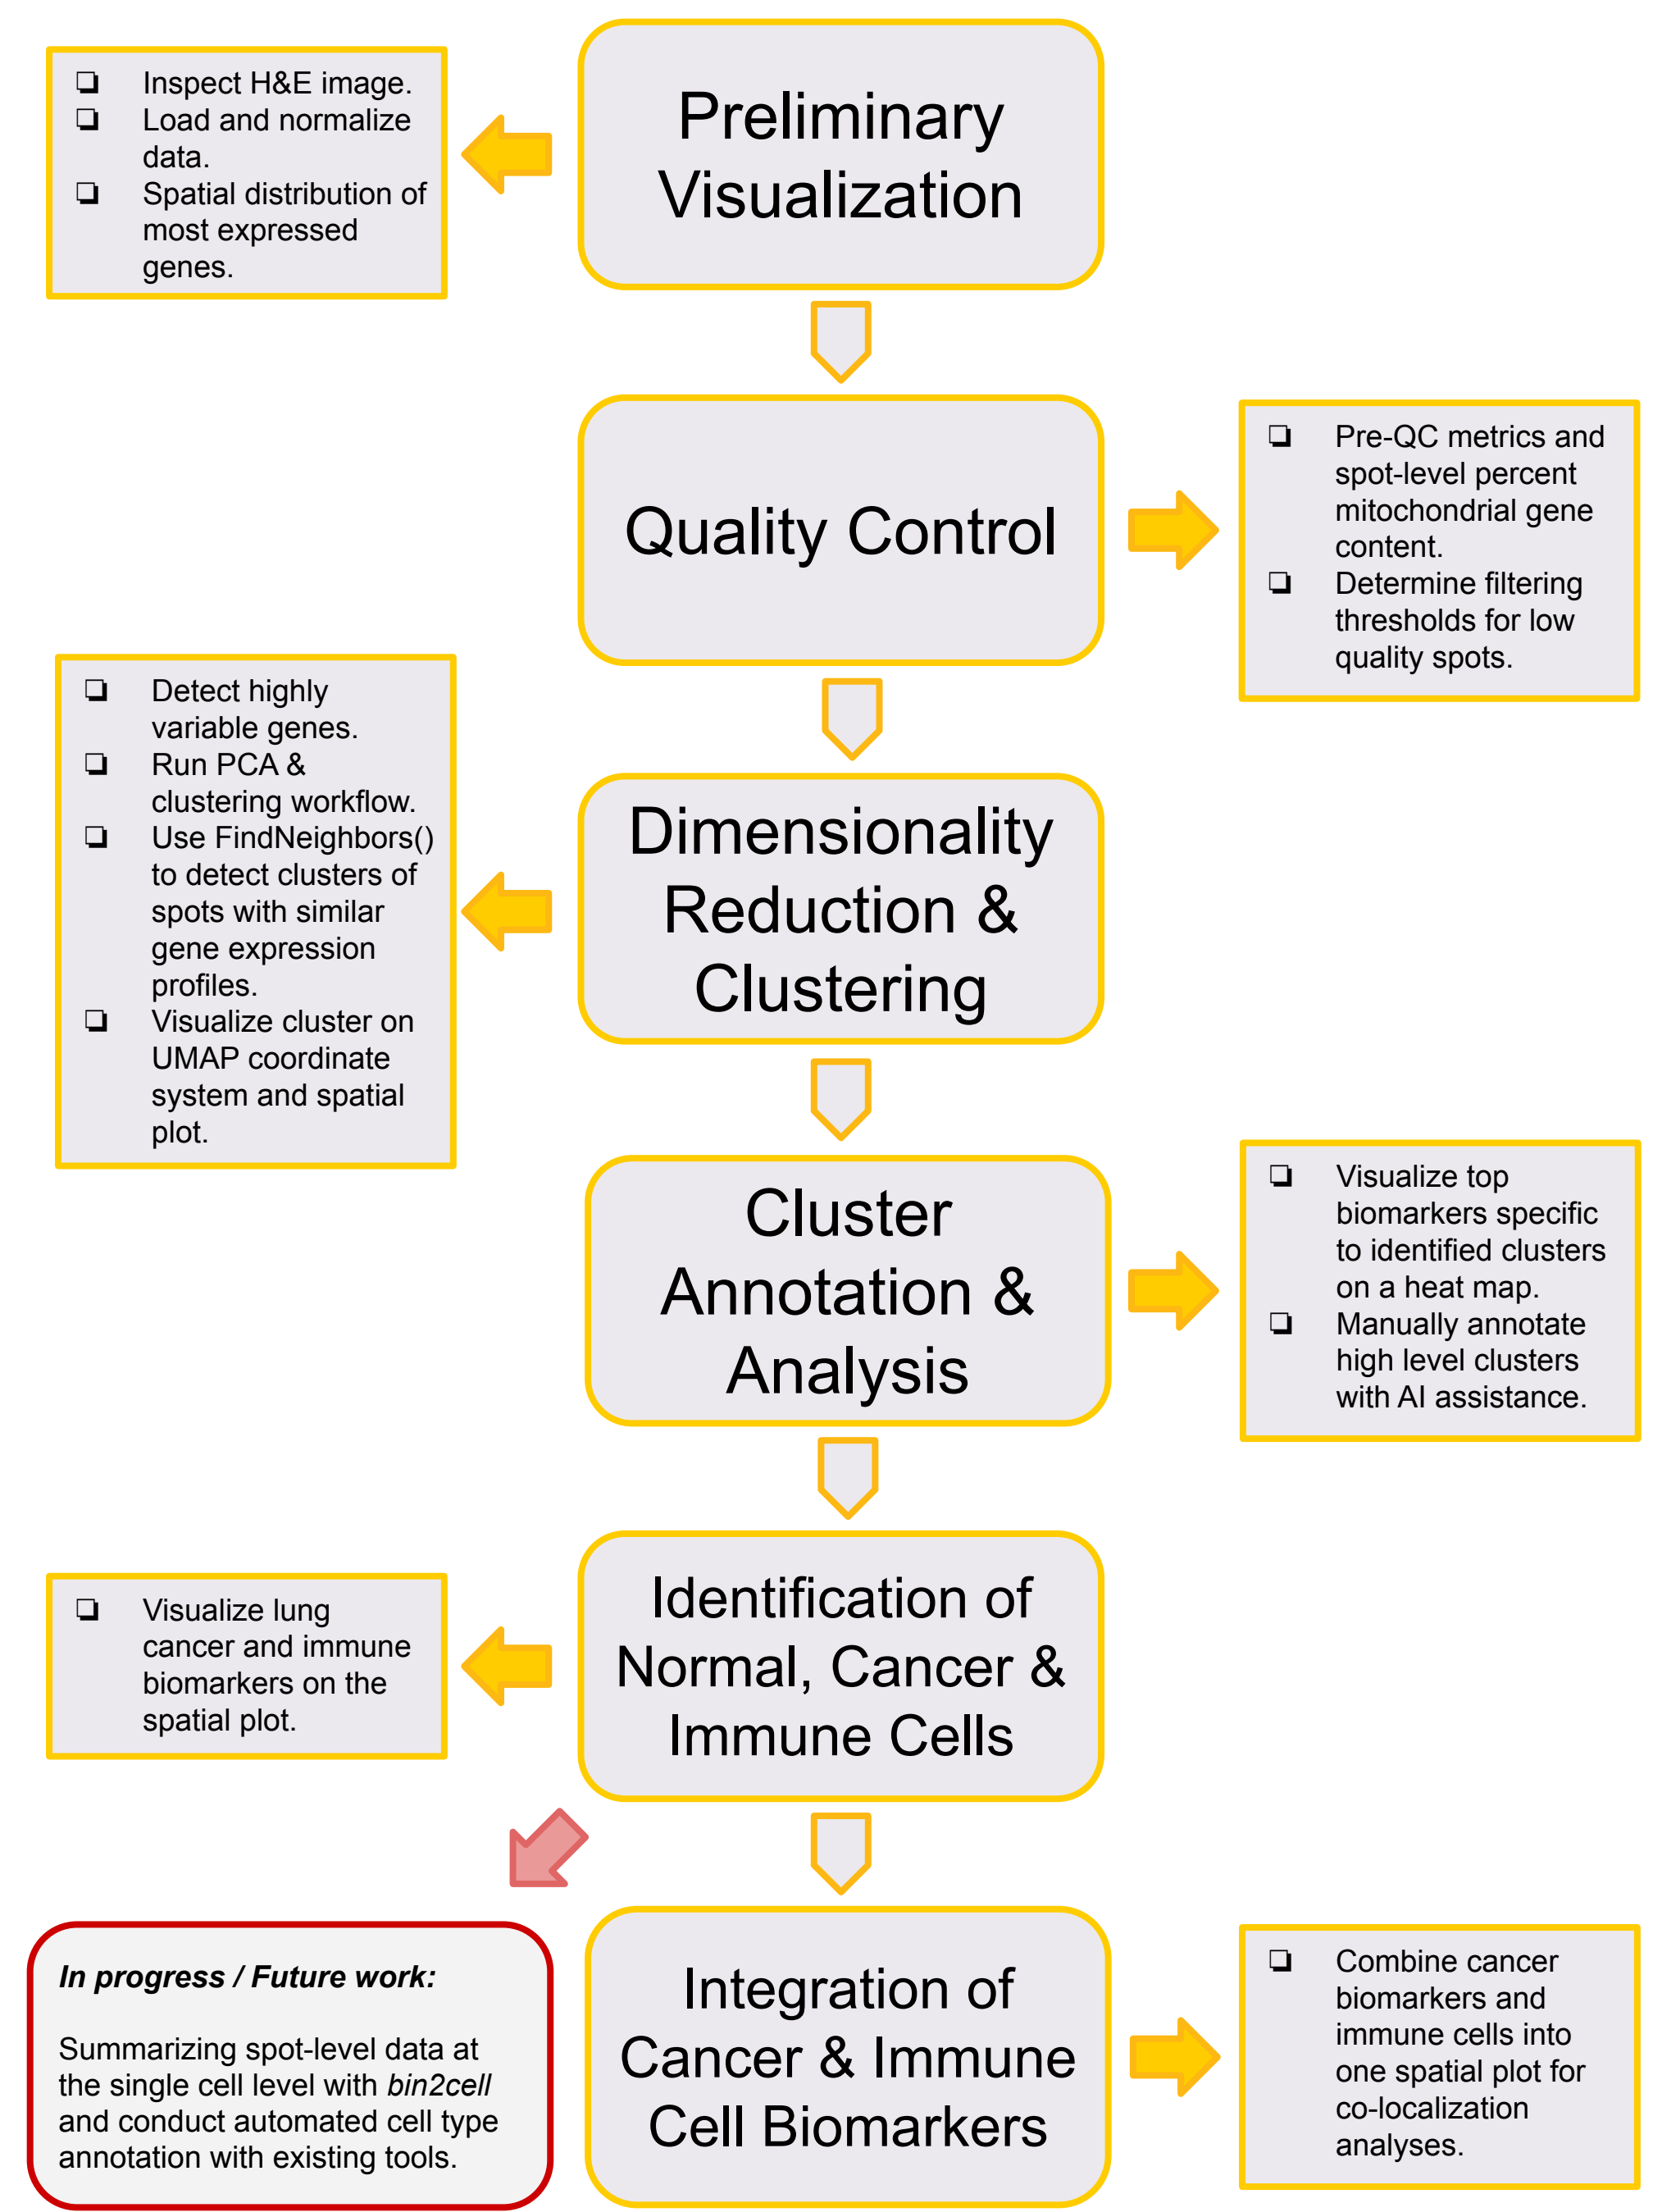 Preliminary
Visualization
❏ Inspect H&E image.
❏ Load and normalize
data.
❏ Spatial distribution of
most expressed
genes.
Quality Control
❏ Pre-QC metrics and
spot-level percent
mitochondrial gene
content.
❏ Determine filtering
thresholds for low
quality spots.
Dimensionality
Reduction &
Clustering
❏ Detect highly
variable genes.
❏ Run PCA &
clustering workflow.
❏ Use FindNeighbors()
to detect clusters of
spots with similar
gene expression
profiles.
❏ Visualize cluster on
UMAP coordinate
system and spatial
plot.
Cluster
Annotation &
Analysis
❏ Visualize top
biomarkers specific
to identified clusters
on a heat map.
❏ Manually annotate
high level clusters
with AI assistance.
Identification of
Normal, Cancer &
Immune Cells
❏ Visualize lung
cancer and immune
biomarkers on the
spatial plot.
In progress / Future work:
Summarizing spot-level data at
the single cell level with bin2cell
and conduct automated cell type
annotation with existing tools.
Integration of
Cancer & Immune
Cell Biomarkers
❏ Combine cancer
biomarkers and
immune cells into
one spatial plot for
co-localization
analyses.